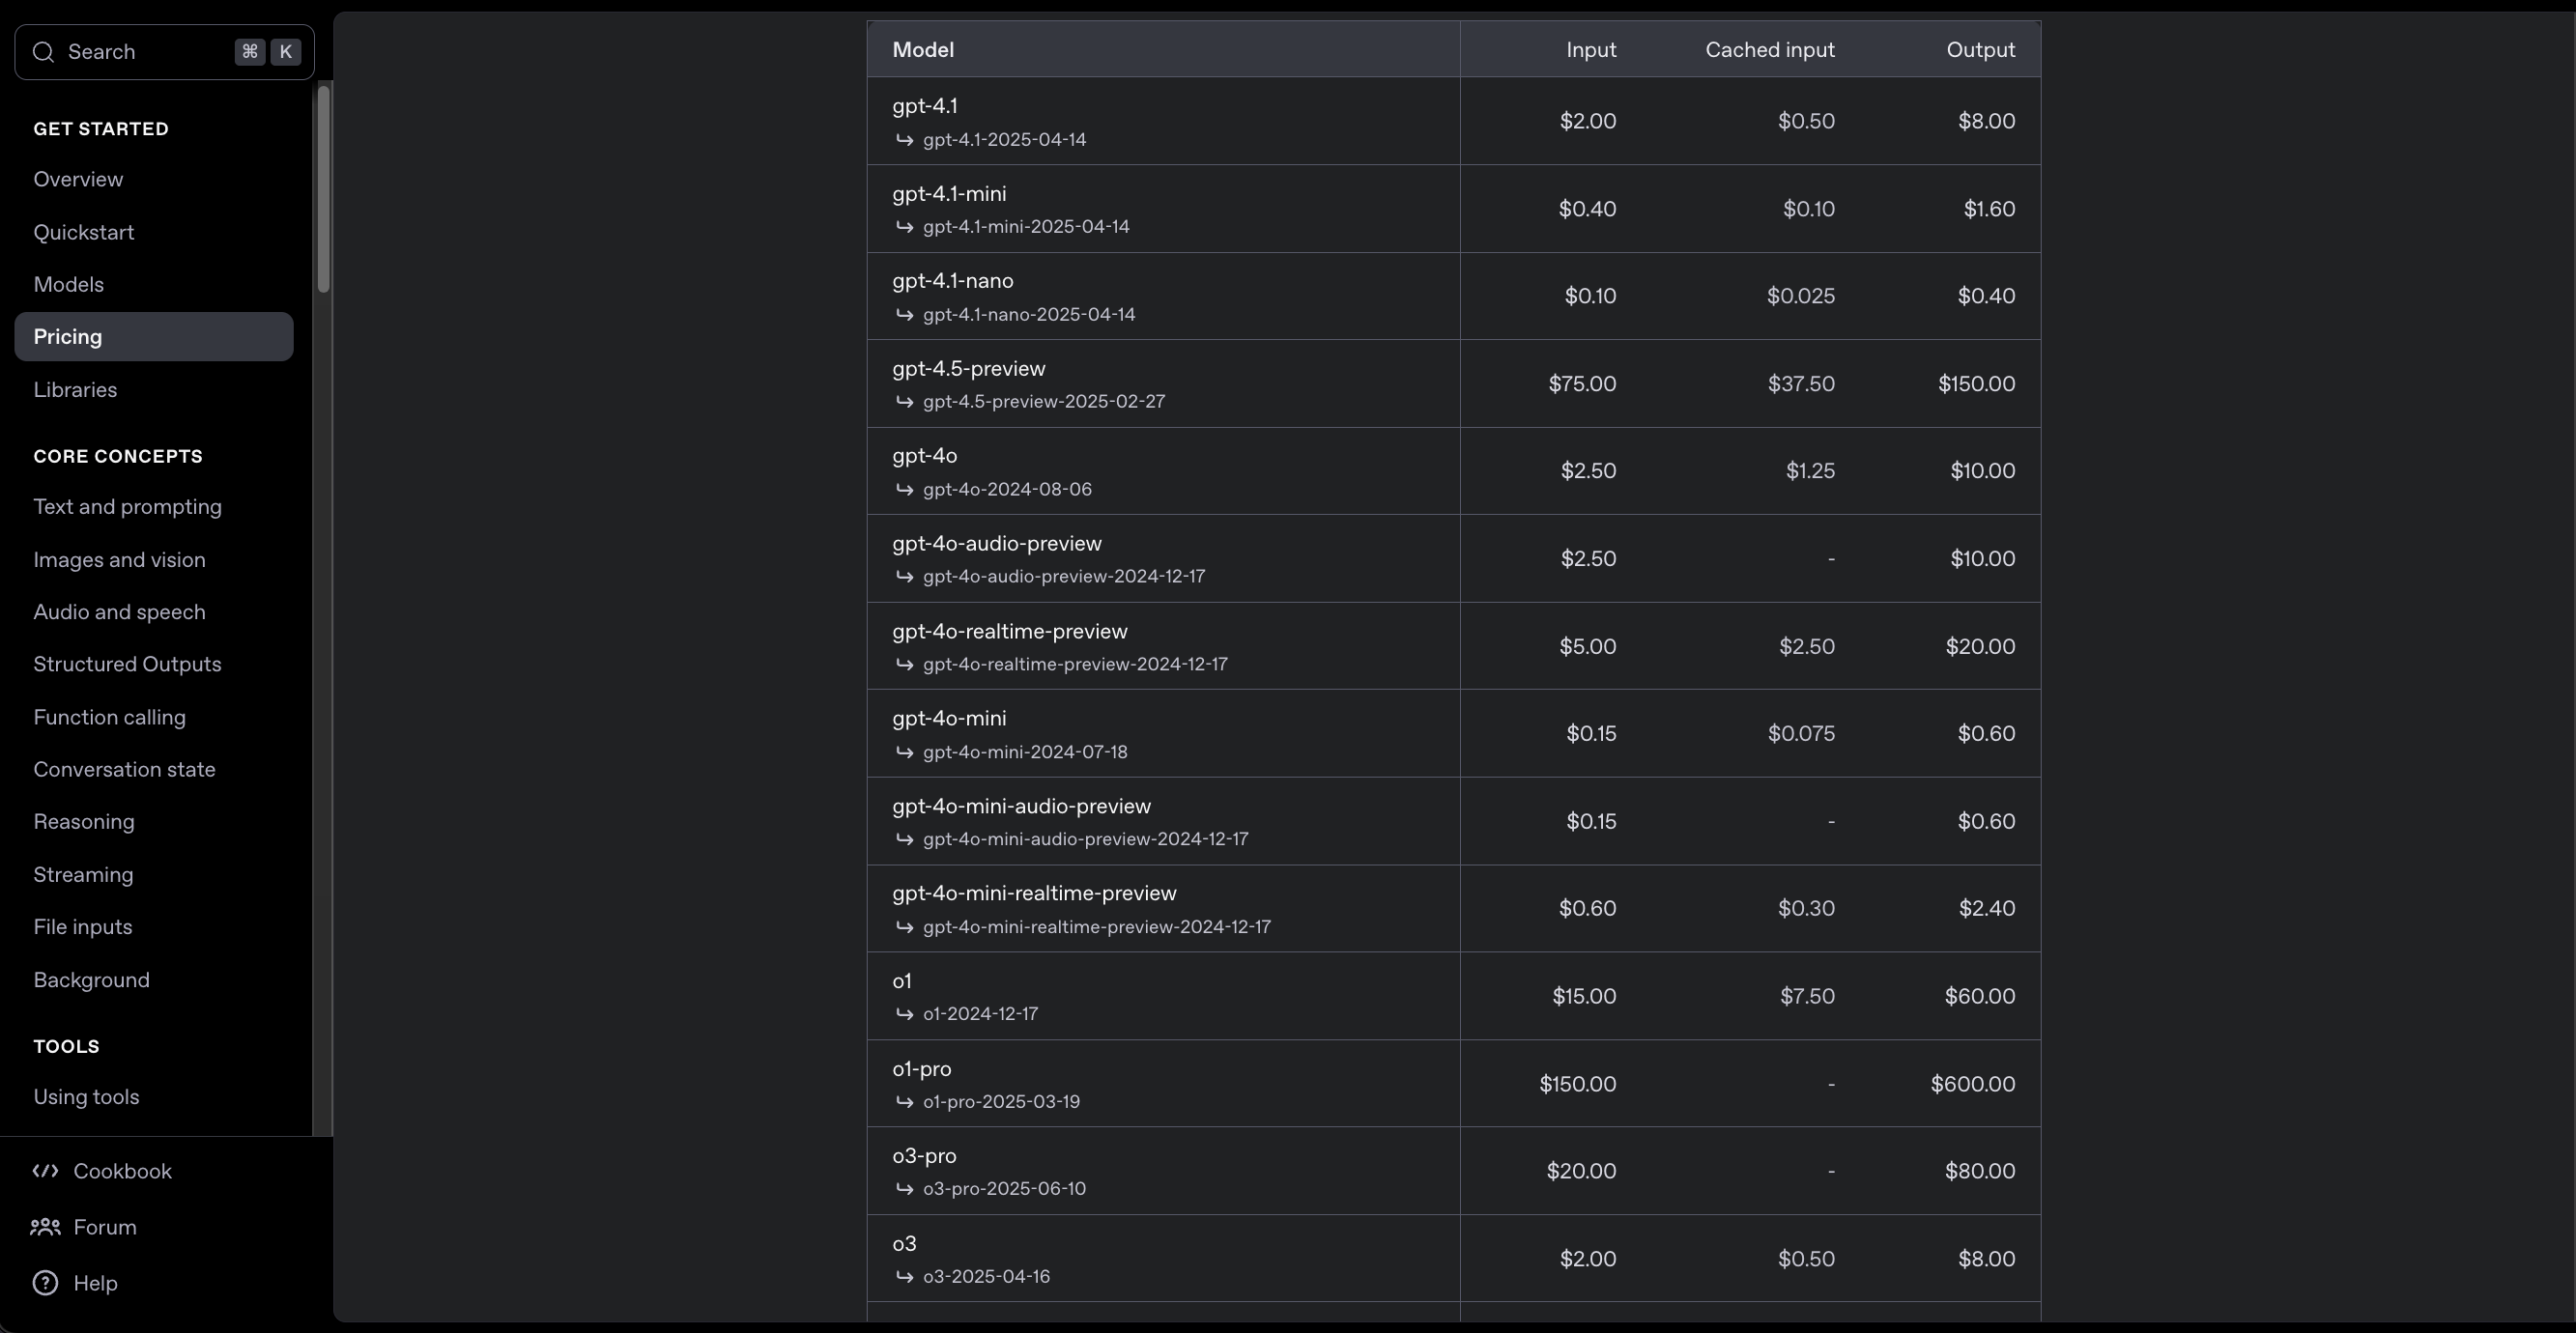 Search ⌘ K
GET STARTED
Overview
Quickstart
Models
Pricing
Libraries
CORE CONCEPTS
Text and prompting
Images and vision
Audio and speech
Structured Outputs
Function calling
Conversation state
Reasoning
Streaming
File inputs
Background
TOOLS
Using tools
Cookbook
Forum
Help
Model Input Cached input Output
gpt-4.1
↪ gpt-4.1-2025-04-14
$2.00 $0.50 $8.00
gpt-4.1-mini
↪ gpt-4.1-mini-2025-04-14
$0.40 $0.10 $1.60
gpt-4.1-nano
↪ gpt-4.1-nano-2025-04-14
$0.10 $0.025 $0.40
gpt-4.5-preview
↪ gpt-4.5-preview-2025-02-27
$75.00 $37.50 $150.00
gpt-4o
↪ gpt-4o-2024-08-06
$2.50 $1.25 $10.00
gpt-4o-audio-preview
↪ gpt-4o-audio-preview-2024-12-17
$2.50 - $10.00
gpt-4o-realtime-preview
↪ gpt-4o-realtime-preview-2024-12-17
$5.00 $2.50 $20.00
gpt-4o-mini
↪ gpt-4o-mini-2024-07-18
$0.15 $0.075 $0.60
gpt-4o-mini-audio-preview
↪ gpt-4o-mini-audio-preview-2024-12-17
$0.15 - $0.60
gpt-4o-mini-realtime-preview
↪ gpt-4o-mini-realtime-preview-2024-12-17
$0.60 $0.30 $2.40
o1
↪ o1-2024-12-17
$15.00 $7.50 $60.00
o1-pro
↪ o1-pro-2025-03-19
$150.00 - $600.00
o3-pro
↪ o3-pro-2025-06-10
$20.00 - $80.00
o3
↪ o3-2025-04-16
$2.00 $0.50 $8.00